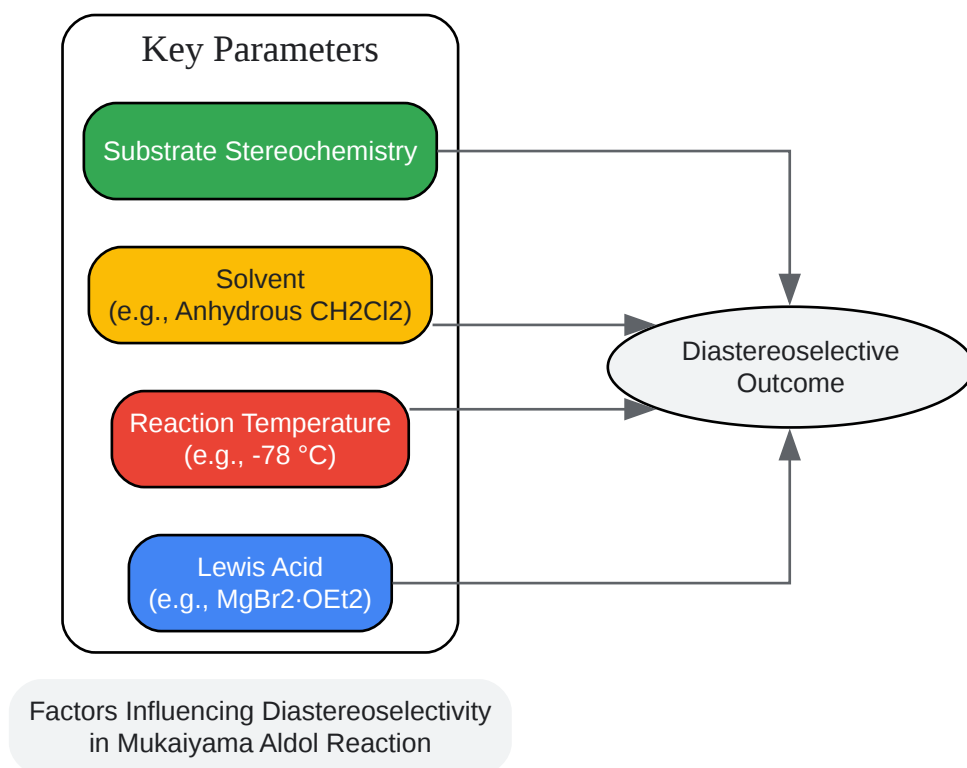 Key Parameters
Substrate Stereochemistry
Solvent
(e.g., Anhydrous CH2Cl2)
Reaction Temperature
(e.g., -78 °C)
Lewis Acid
(e.g., MgBr2·OEt2)
Diastereoselective
Outcome
Factors Influencing Diastereoselectivity
in Mukaiyama Aldol Reaction